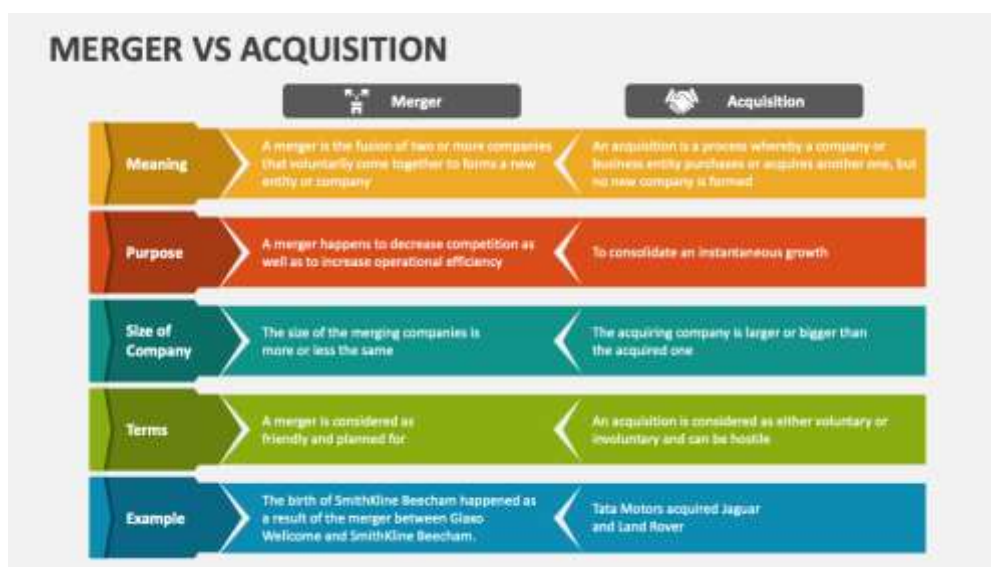 MERGER VS ACQUISITION
Merger
Acquisition
Meaning
A merger is the fusion of two or more companies
that voluntarily come together to forms a new
entity or company
An acquisition is a process whereby a company or
business entity purchases or acquires another one, but
no new company is formed
Purpose
A merger happens to decrease competition as
well as to increase operational efficiency
To consolidate an instantaneous growth
Size of
Company
The size of the merging companies is
more or less the same
The acquiring company is larger or bigger than
the acquired one
Terms
A merger is considered as
friendly and planned for
An acquisition is considered as either voluntary or
involuntary and can be hostile
Example
The birth of SmithKline Beecham happened as
a result of the merger between Glaxo
Wellcome and SmithKline Beecham.
Tata Motors acquired Jaguar
and Land Rover